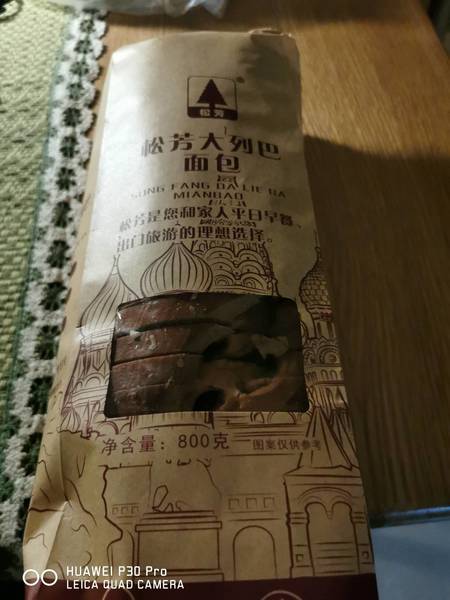 松芳
®
松芳大列巴
面包
SONG FANG DA LIE BA
MIANBAO
松芳是您和家人平日早餐、
出门旅游的理想选择。
净含量：800克
图案仅供参考
HUAWEI P30 Pro
LEICA QUAD CAMERA